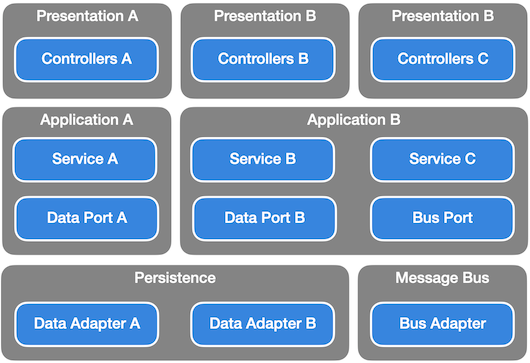 Presentation A
Controllers A
Presentation B
Controllers B
Presentation B
Controllers C
Application A
Service A
Data Port A
Application B
Service B
Service C
Data Port B
Bus Port
Persistence
Data Adapter A
Data Adapter B
Message Bus
Bus Adapter